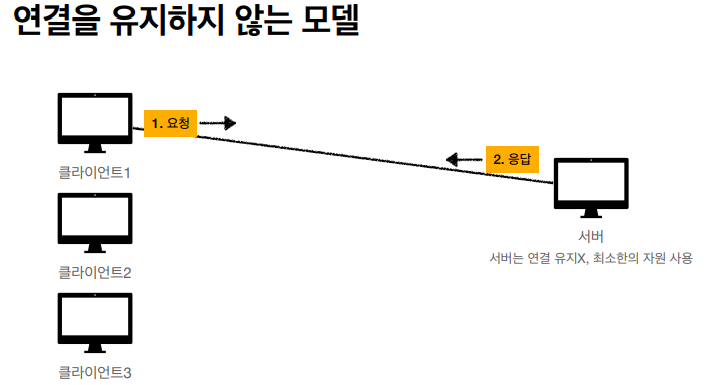 연결을 유지하지 않는 모델
1. 요청
2. 응답
클라이언트1
서버
서버는 연결 유지X, 최소한의 자원 사용
클라이언트2
클라이언트3